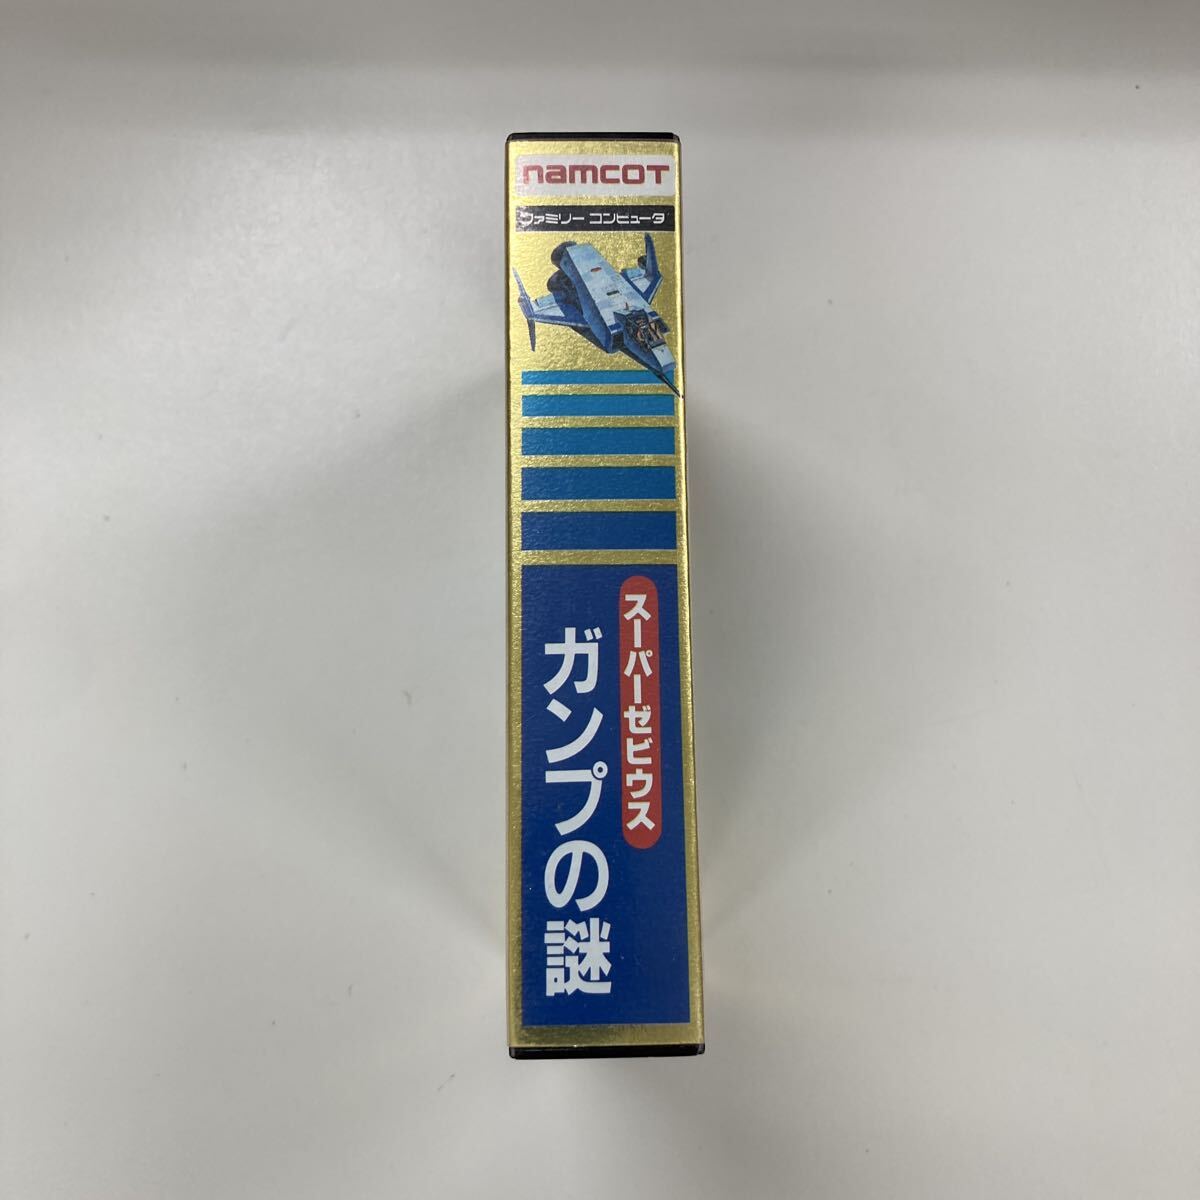 namcoT
ファミリー コンピュータ
スーパーゼビウス
ガンプの謎